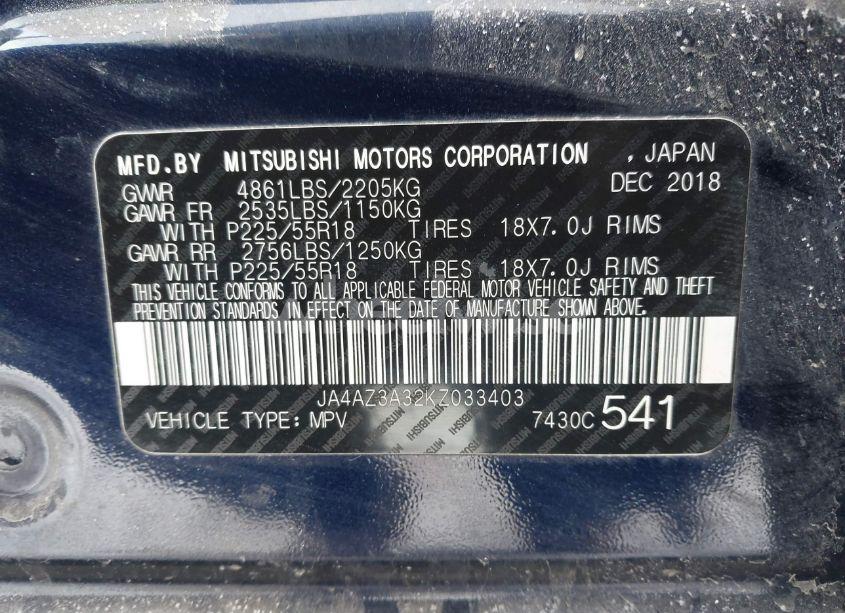 MFD.BY MITSUBISHI MOTORS CORPORATION , JAPAN
GVWR 4861LBS/2205KG DEC 2018
GAWR FR 2535LBS/1150KG
WITH P225/55R18 TIRES 18X7.0J RIMS
GAWR RR 2756LBS/1250KG
WITH P225/55R18 TIRES 18X7.0J RIMS
THIS VEHICLE CONFORMS TO ALL APPLICABLE FEDERAL MOTOR VEHICLE SAFETY AND THEFT
PREVENTION STANDARDS IN EFFECT ON THE DATE OF MANUFACTURE SHOWN ABOVE.
JA4AZ3A32KZ033403
VEHICLE TYPE: MPV 7430C 541